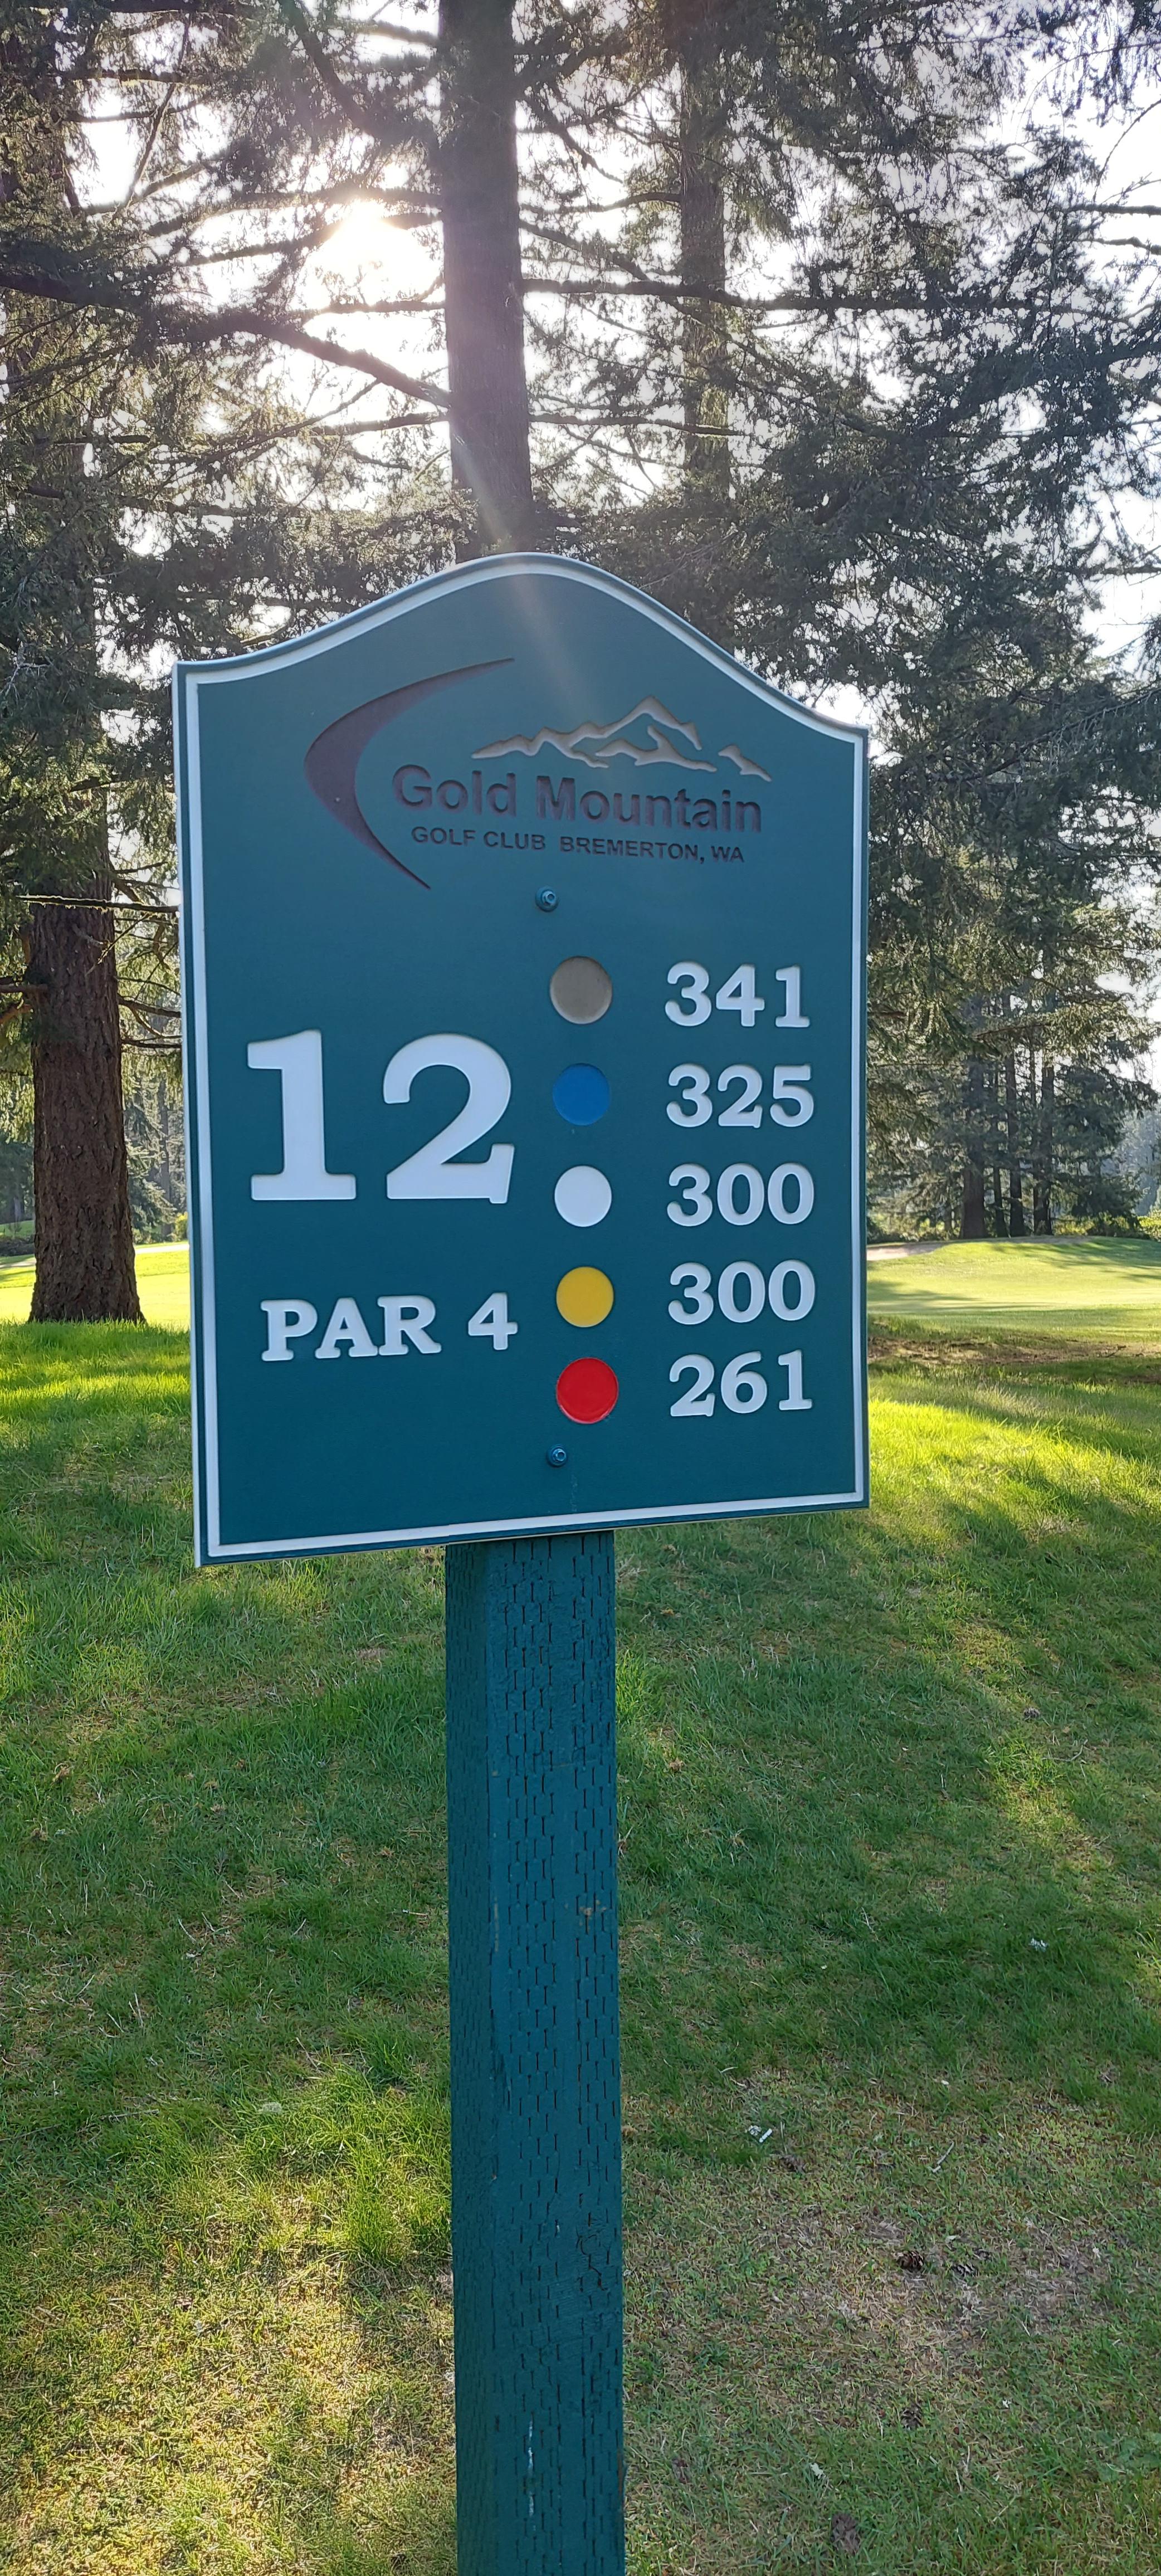 Gold Mountain
GOLF CLUB BREMERTON, WA
12
PAR 4
341
325
300
300
261